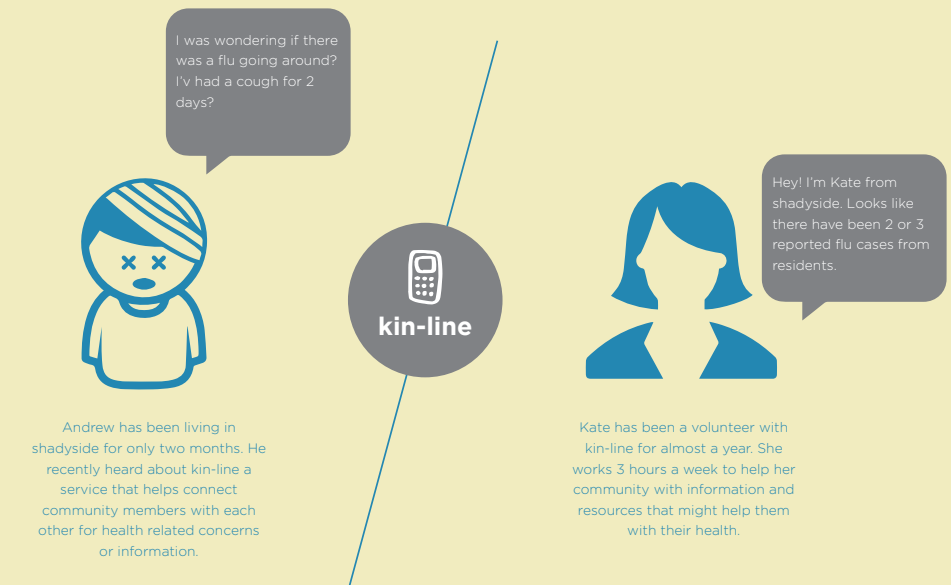 I was wondering if there
was a flu going around?
I'v had a cough for 2
days?
Hey! I'm Kate from
shadyside. Looks like
there have been 2 or 3
reported flu cases from
residents.
kin-line
Andrew has been living in
shadyside for only two months. He
recently heard about kin-line a
service that helps connect
community members with each
other for health related concerns
or information.
Kate has been a volunteer with
kin-line for almost a year. She
works 3 hours a week to help her
community with information and
resources that might help them
with their health.